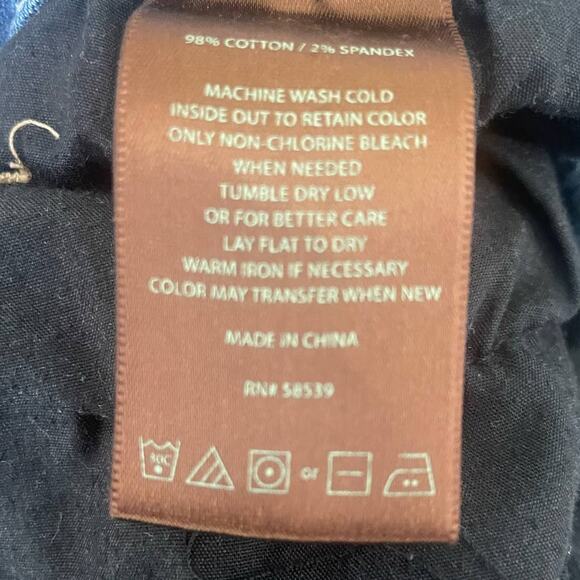 98% COTTON / 2% SPANDEX
MACHINE WASH COLD
INSIDE OUT TO RETAIN COLOR
ONLY NON-CHLORINE BLEACH
WHEN NEEDED
TUMBLE DRY LOW
OR FOR BETTER CARE
LAY FLAT TO DRY
WARM IRON IF NECESSARY
COLOR MAY TRANSFER WHEN NEW
MADE IN CHINA
RN# 58539
30C or